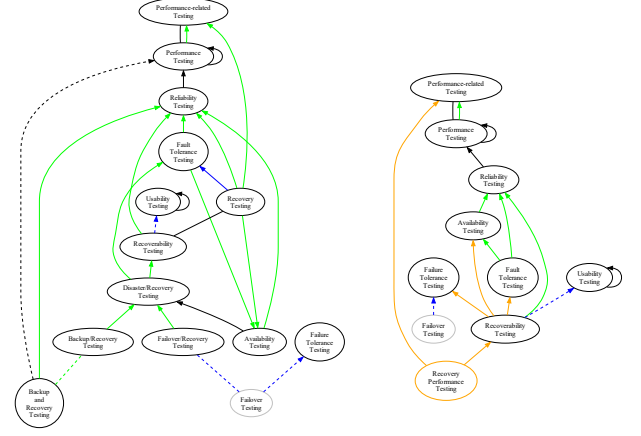 Performance-related
Testing
Performance
Testing
Reliability
Testing
Fault
Tolerance
Testing
Usability
Testing
Recovery
Testing
Recoverability
Testing
Disaster/Recovery
Testing
Backup/Recovery
Testing
Failover/Recovery
Testing
Availability
Testing
Failure
Tolerance
Testing
Backup
and
Recovery
Testing
Failover
Testing
Performance-related
Testing
Performance
Testing
Reliability
Testing
Availability
Testing
Failure
Tolerance
Testing
Fault
Tolerance
Testing
Usability
Testing
Failover
Testing
Recoverability
Testing
Recovery
Performance
Testing